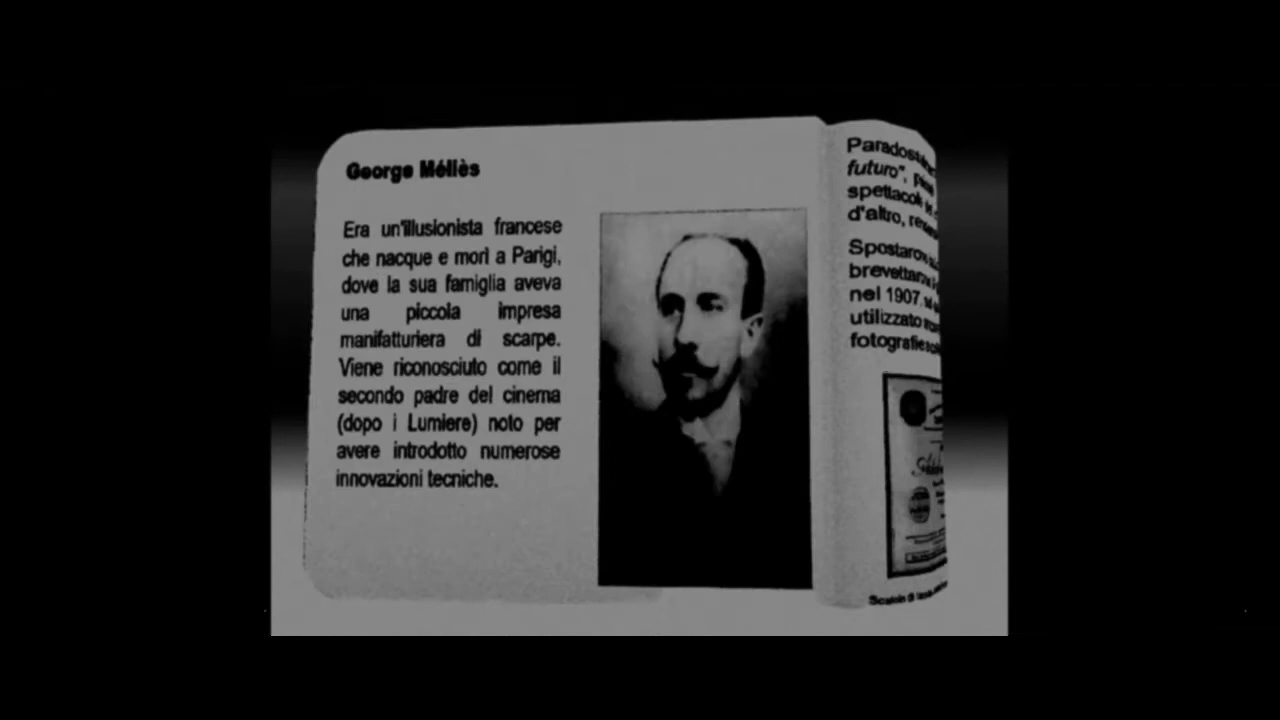 George Méliès
Era un'illusionista francese
che nacque e morì a Parigi,
dove la sua famiglia aveva
una piccola impresa
manifatturiera di scarpe.
Viene riconosciuto come il
secondo padre del cinema
(dopo i Lumiere) noto per
avere introdotto numerose
innovazioni tecniche.
futuro",
spettacoli
d'altro,
Spostarono
brevettarono
nel 1907
utilizzato
fotografie